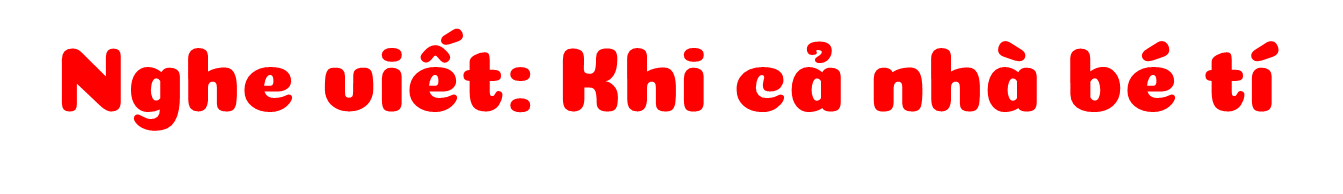 Nghe viết: Khi cả nhà bé tí